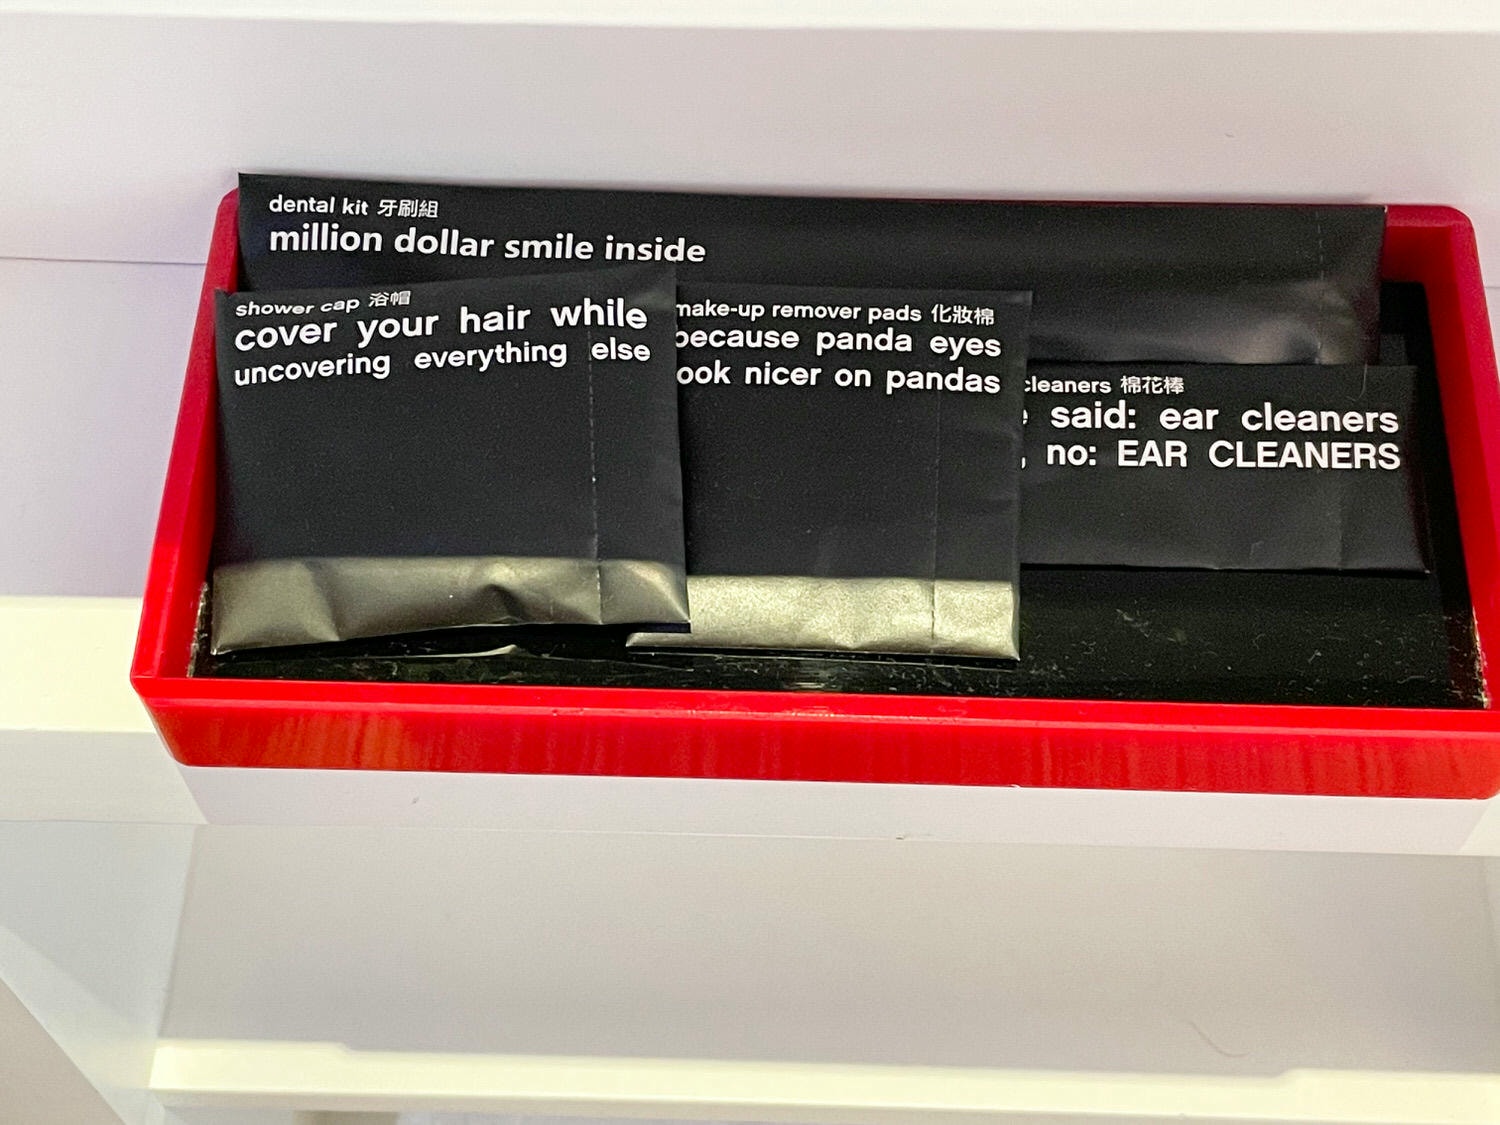 dental kit 牙刷組
million dollar smile inside
shower cap 浴帽
cover your hair while
uncovering everything else
make-up remover pads 化妝棉
because panda eyes
look nicer on pandas
cleaners 棉花棒
said: ear cleaners
, no: EAR CLEANERS